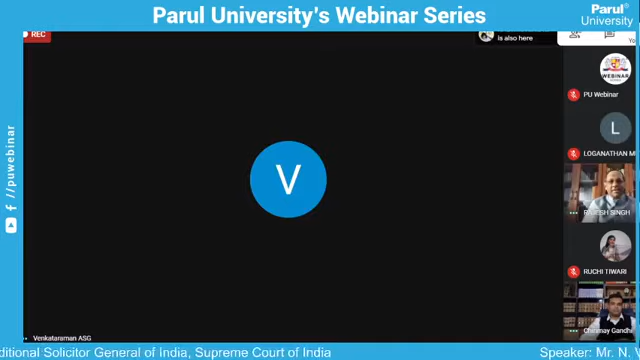 Parul University's Webinar Series
Parul
University
REC
is also here
Yo
V
PU Webinar
L
LOGANATHAN M
RAJESH SINGH
RUCHI TIWARI
Chinmay Gandhi
Venkataraman ASG
//puwebinar
ditional Solicitor General of India, Supreme Court of India
Speaker: Mr. N. V